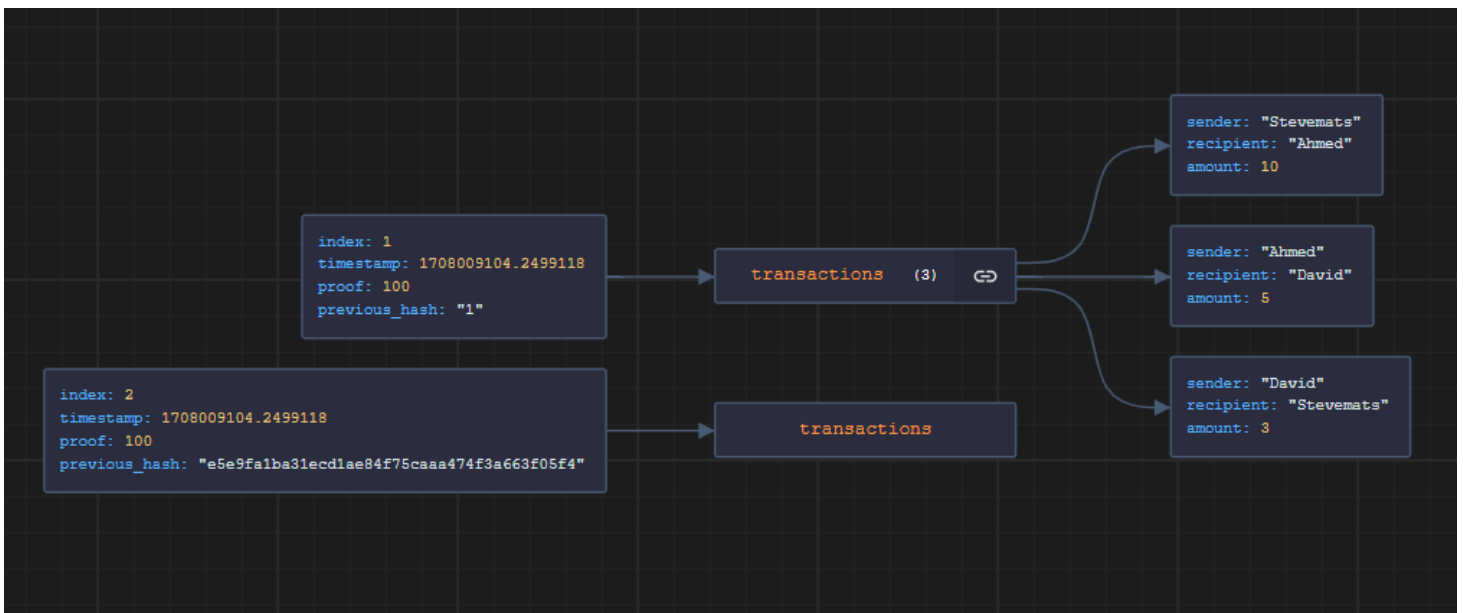 sender: "Stevemats"
recipient: "Ahmed"
amount: 10
index: 1
timestamp: 1708009104.2499118
proof: 100
previous_hash: "1"
transactions (3)
sender: "Ahmed"
recipient: "David"
amount: 5
index: 2
timestamp: 1708009104.2499118
proof: 100
previous_hash: "e5e9fa1ba31ecd1ae84f75caaa474f3a663f05f4"
transactions
sender: "David"
recipient: "Stevemats"
amount: 3